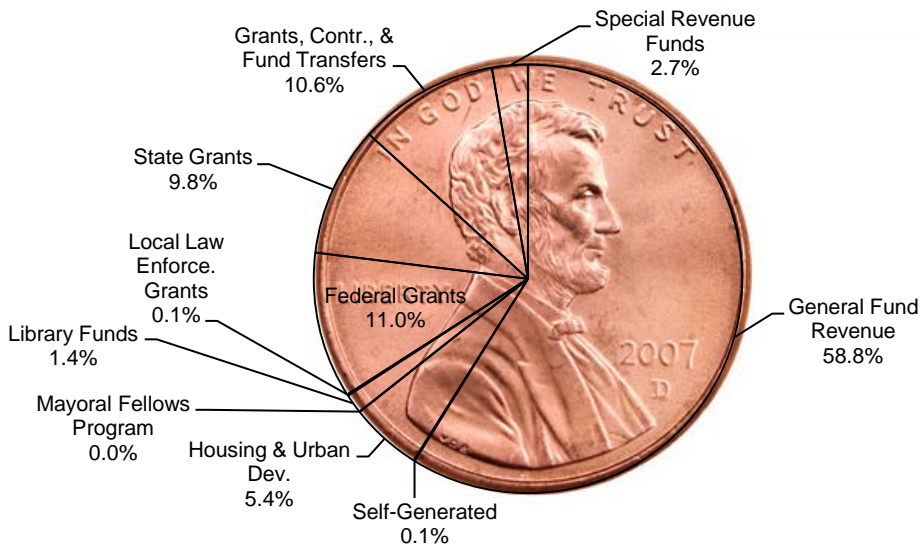 Special Revenue
Funds
2.7%
Grants, Contr., &
Fund Transfers
10.6%
IN GOD WE TRUST
State Grants
9.8%
Local Law
Enforce.
Grants
0.1%
Federal Grants
11.0%
General Fund
Revenue
58.8%
Library Funds
1.4%
2007
D
Mayoral Fellows
Program
0.0%
Housing & Urban
Dev.
5.4%
Self-Generated
0.1%